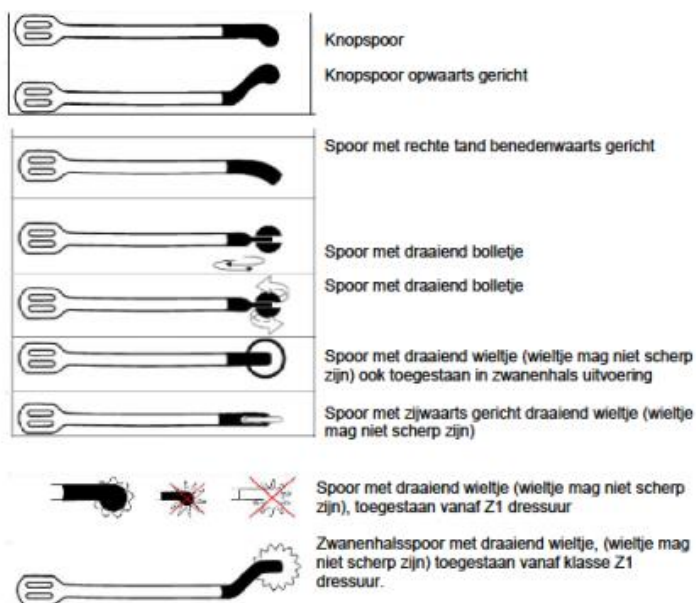 Knopspoor
Knopspoor opwaarts gericht
Spoor met rechte tand benedenwaarts gericht
Spoor met draaiend bolletje
Spoor met draaiend bolletje
Spoor met draaiend wieltje (wieltje mag niet scherp
zijn) ook toegestaan in zwanenhals uitvoering
Spoor met zijwaarts gericht draaiend wieltje (wieltje
mag niet scherp zijn)
Spoor met draaiend wieltje (wieltje mag niet scherp
zijn), toegestaan vanaf Z1 dressuur
Zwanenhalsspoor met draaiend wieltje, (wieltje mag
niet scherp zijn) toegestaan vanaf klasse Z1
dressuur.